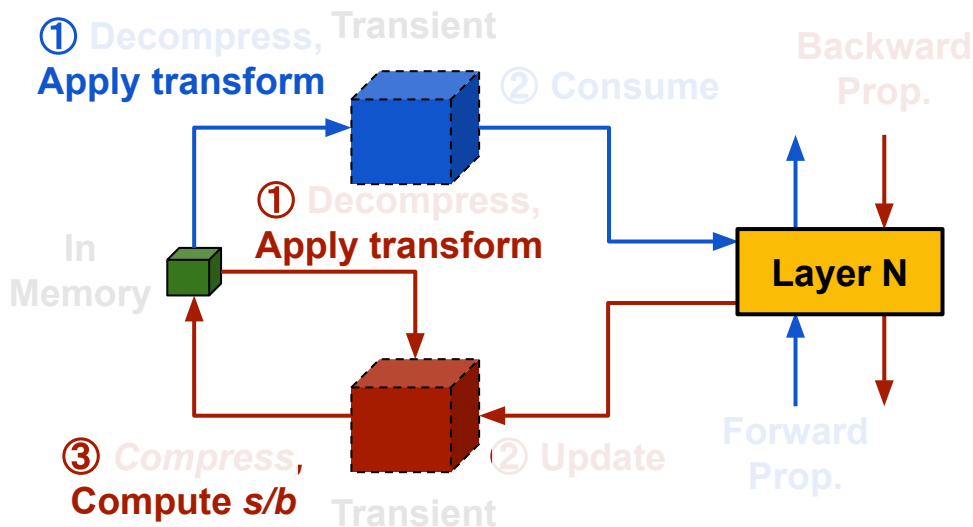 ① Decompress,
Apply transform
Transient
② Consume
Backward
Prop.
① Decompress,
Apply transform
In
Memory
Layer N
③ Compress,
Compute s/b
② Update
Forward
Prop.
Transient